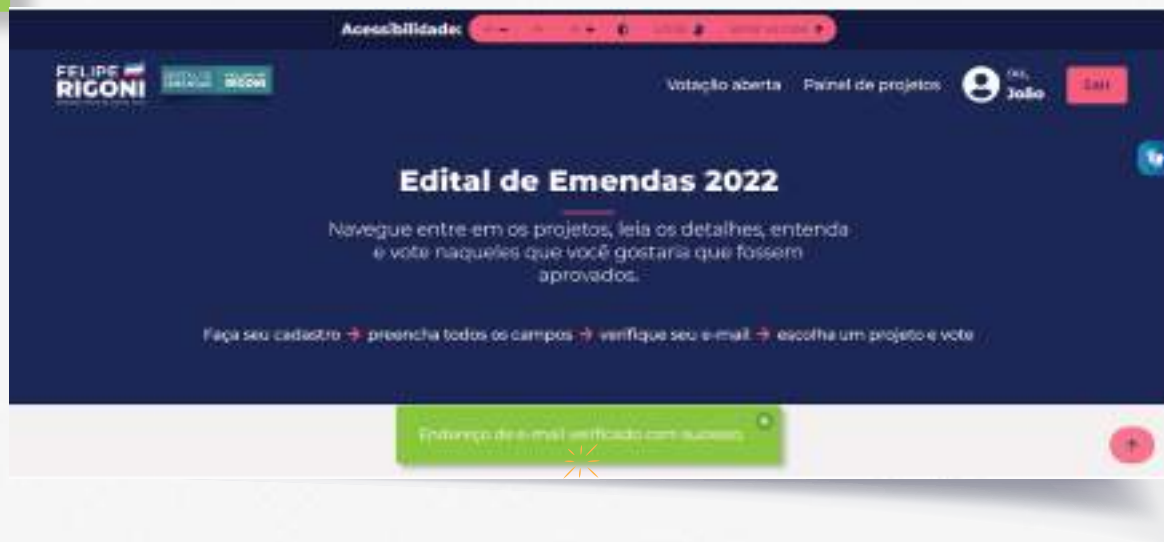 Acessibilidade:
FELIPE
RIGONI
Votação aberta Painel de projetos
Olá,
João
Sair
Edital de Emendas 2022
Navegue entre em os projetos, leia os detalhes, entenda
e vote naqueles que você gostaria que fossem
aprovados.
Faça seu cadastro → preencha todos os campos → verifique seu e-mail → escolha um projeto e vote
Endereço de e-mail verificado com sucesso.